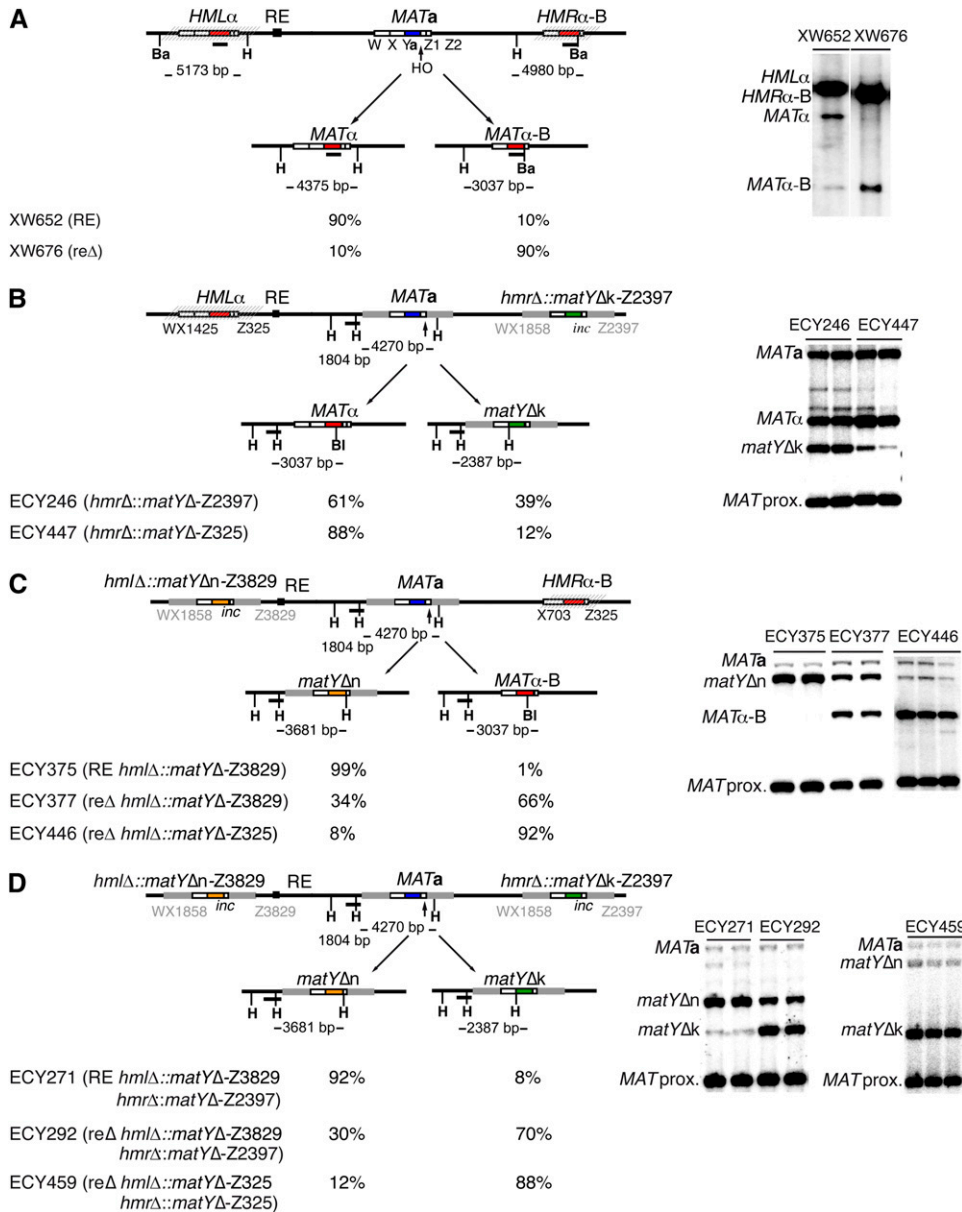 A
HMLα RE MATa HMRα-B
W X Ya Z1 Z2
Ba H H Ba
5173 bp HO 4980 bp
MATα MATα-B
H H H Ba
4375 bp 3037 bp
XW652 (RE) 90% 10%
XW676 (reΔ) 10% 90%
XW652 XW676
HMLα
HMRα-B
MATα
MATα-B
B
HMLα RE MATa hmrΔ::matYΔk-Z2397
WX1425 Z325 WX1858 inc Z2397
H H H
1804 bp 4270 bp
MATα matYΔk
H H Bl H H H
3037 bp 2387 bp
ECY246 (hmrΔ::matYΔ-Z2397) 61% 39%
ECY447 (hmrΔ::matYΔ-Z325) 88% 12%
ECY246 ECY447
MATa
MATα
matYΔk
MAT prox.
C
hmlΔ::matYΔn-Z3829 RE MATa HMRα-B
WX1858 inc Z3829 X703 Z325
H H H
1804 bp 4270 bp
matYΔn MATα-B
H H H H H Bl
3681 bp 3037 bp
ECY375 (RE hmlΔ::matYΔ-Z3829) 99% 1%
ECY377 (reΔ hmlΔ::matYΔ-Z3829) 34% 66%
ECY446 (reΔ hmlΔ::matYΔ-Z325) 8% 92%
ECY375 ECY377 ECY446
MATa
matYΔn
MATα-B
MAT prox.
D
hmlΔ::matYΔn-Z3829 RE MATa hmrΔ::matYΔk-Z2397
WX1858 inc Z3829 WX1858 inc Z2397
H H H
1804 bp 4270 bp
matYΔn matYΔk
H H H H H H
3681 bp 2387 bp
ECY271 (RE hmlΔ::matYΔ-Z3829 92% 8%
hmrΔ::matYΔ-Z2397)
ECY292 (reΔ hmlΔ::matYΔ-Z3829 30% 70%
hmrΔ::matYΔ-Z2397)
ECY459 (reΔ hmlΔ::matYΔ-Z325 12% 88%
hmrΔ::matYΔ-Z325)
ECY271 ECY292
MATa
matYΔn
matYΔk
MAT prox.
ECY459
MATa
matYΔn
matYΔk
MAT prox.